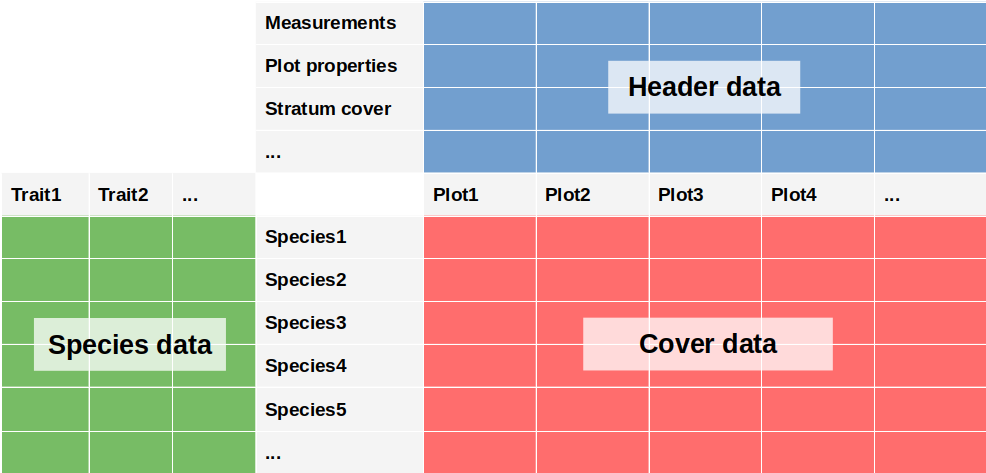 Measurements
Plot properties
Header data
Stratum cover
...
Trait1 Trait2 ... Plot1 Plot2 Plot3 Plot4 ...
Species1
Species2
Species3
Species data Cover data
Species4
Species5
...